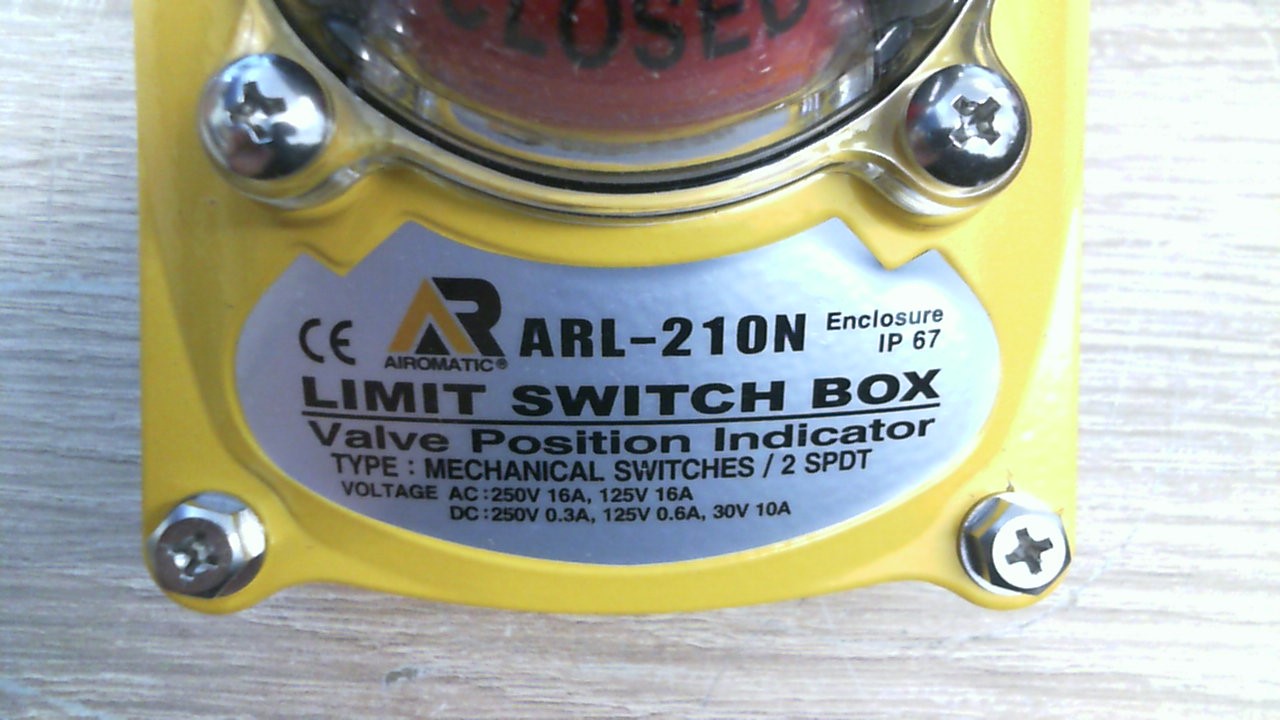 CLOSED
CE
AR
AIROMATIC®
ARL-210N
Enclosure
IP 67
LIMIT SWITCH BOX
Valve Position Indicator
TYPE : MECHANICAL SWITCHES / 2 SPDT
VOLTAGE AC : 250V 16A, 125V 16A
DC : 250V 0.3A, 125V 0.6A, 30V 10A